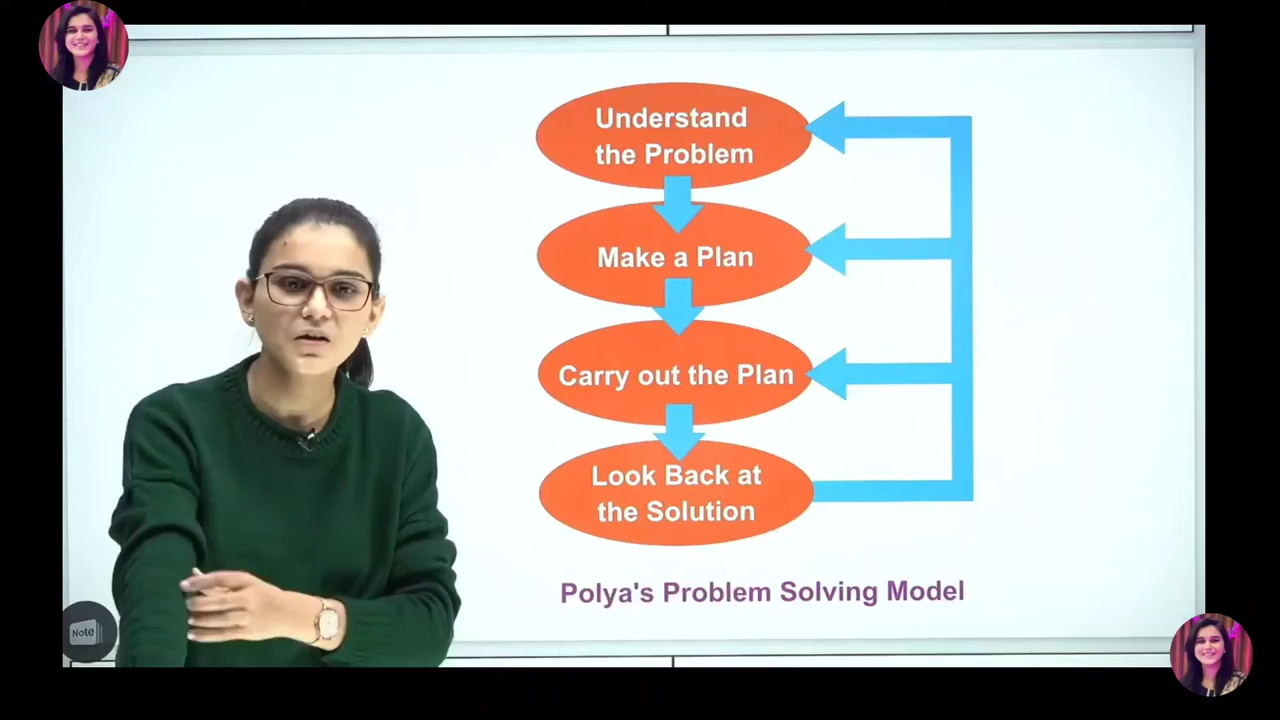 Understand
the Problem
Make a Plan
Carry out the Plan
Look Back at
the Solution
Polya's Problem Solving Model
Note